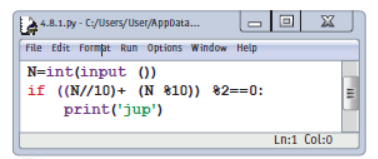 4.8.1.py - C:/Users/User/AppData...
File Edit Format Run Options Windows Help
N=int(input ())
if ((N//10)+ (N %10)) %2==0:
print('jup')
Ln:1 Col:0